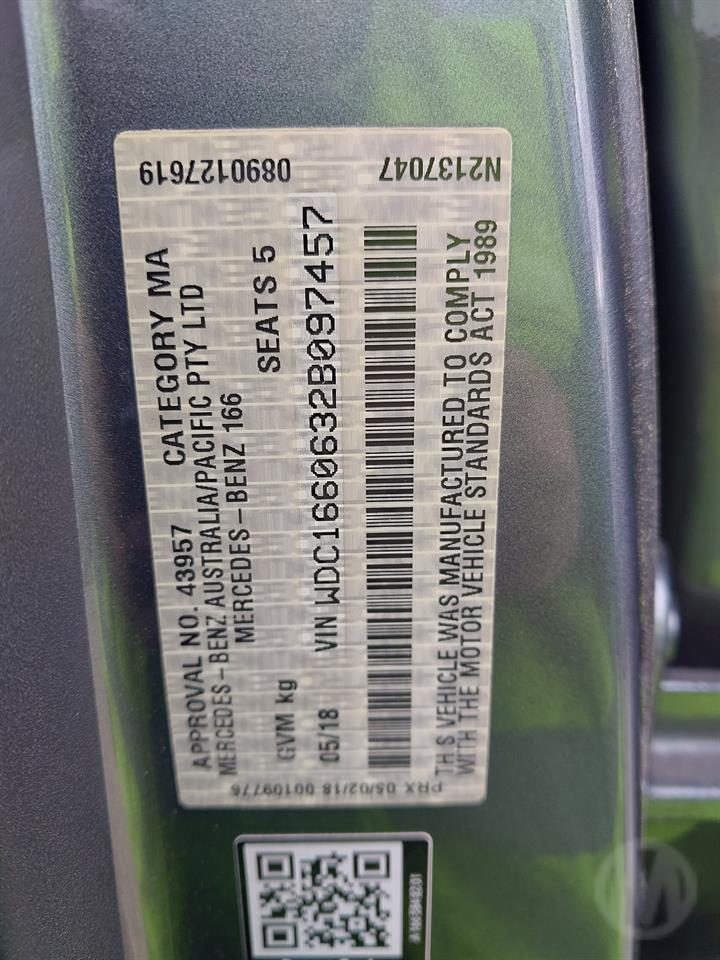 APPROVAL NO. 43957 CATEGORY MA
MERCEDES-BENZ AUSTRALIA/PACIFIC PTY LTD
MERCEDES-BENZ 166
GVM kg SEATS 5
05/18 VIN WDC1660632B097457
TH S VEHICLE WAS MANUFACTURED TO COMPLY
WITH THE MOTOR VEHICLE STANDARDS ACT 1989
0890127619
N2137047
PRX 05/02/18 00109776